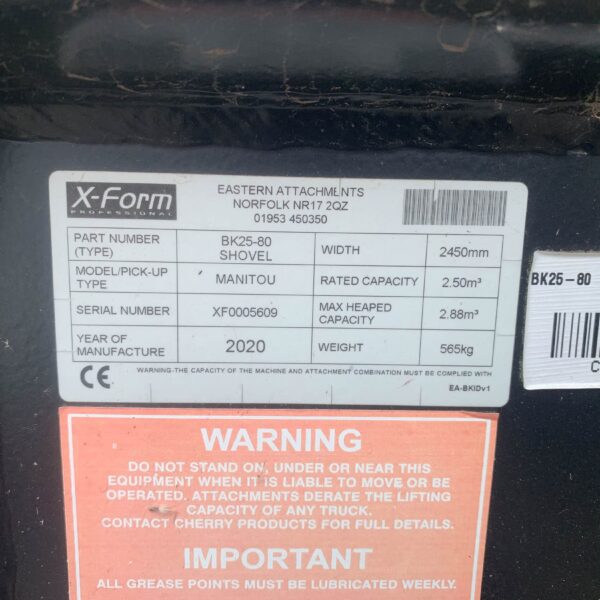 X-Form
PROFESSIONAL
EASTERN ATTACHMENTS
NORFOLK NR17 2QZ
01953 450350
PART NUMBER (TYPE) BK25-80 SHOVEL WIDTH 2450mm
MODEL/PICK-UP TYPE MANITOU RATED CAPACITY 2.50m³
SERIAL NUMBER XF0005609 MAX HEAPED CAPACITY 2.88m³
YEAR OF MANUFACTURE 2020 WEIGHT 565kg
CE WARNING-THE CAPACITY OF THE MACHINE AND ATTACHMENT COMBINATION MUST BE COMPLIED WITH
EA-BKIDv1
BK25-80
C
WARNING
DO NOT STAND ON, UNDER OR NEAR THIS
EQUIPMENT WHEN IT IS LIABLE TO MOVE OR BE
OPERATED. ATTACHMENTS DERATE THE LIFTING
CAPACITY OF ANY TRUCK.
CONTACT CHERRY PRODUCTS FOR FULL DETAILS.
IMPORTANT
ALL GREASE POINTS MUST BE LUBRICATED WEEKLY.